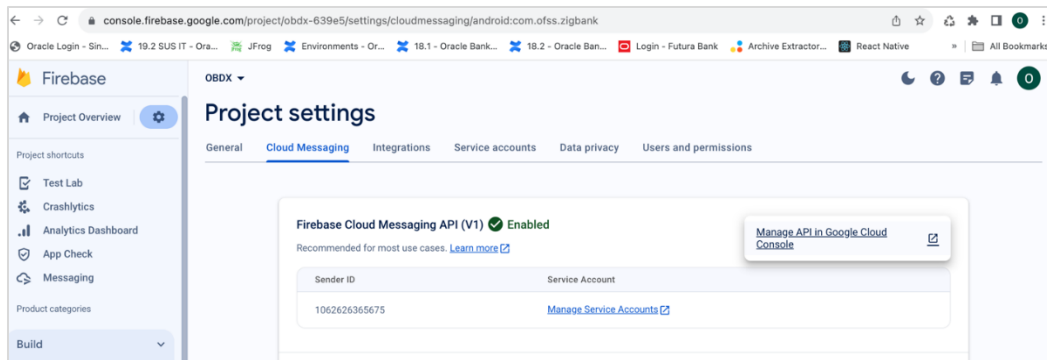 console.firebase.google.com/project/obdx-639e5/settings/cloudmessaging/android:com.ofss.zigbank
O
Oracle Login - Sin... 19.2 SUS IT - Ora... JFrog Environments - Or... 18.1 - Oracle Bank... 18.2 - Oracle Ban... Login - Futura Bank Archive Extractor... React Native » All Bookmarks
Firebase
OBDX
O
Project Overview
Project settings
General Cloud Messaging Integrations Service accounts Data privacy Users and permissions
Project shortcuts
Test Lab
Crashlytics
Analytics Dashboard
App Check
Messaging
Product categories
Build
Firebase Cloud Messaging API (V1) Enabled
Recommended for most use cases. Learn more
Manage API in Google Cloud
Console
Sender ID Service Account
1062626365675 Manage Service Accounts